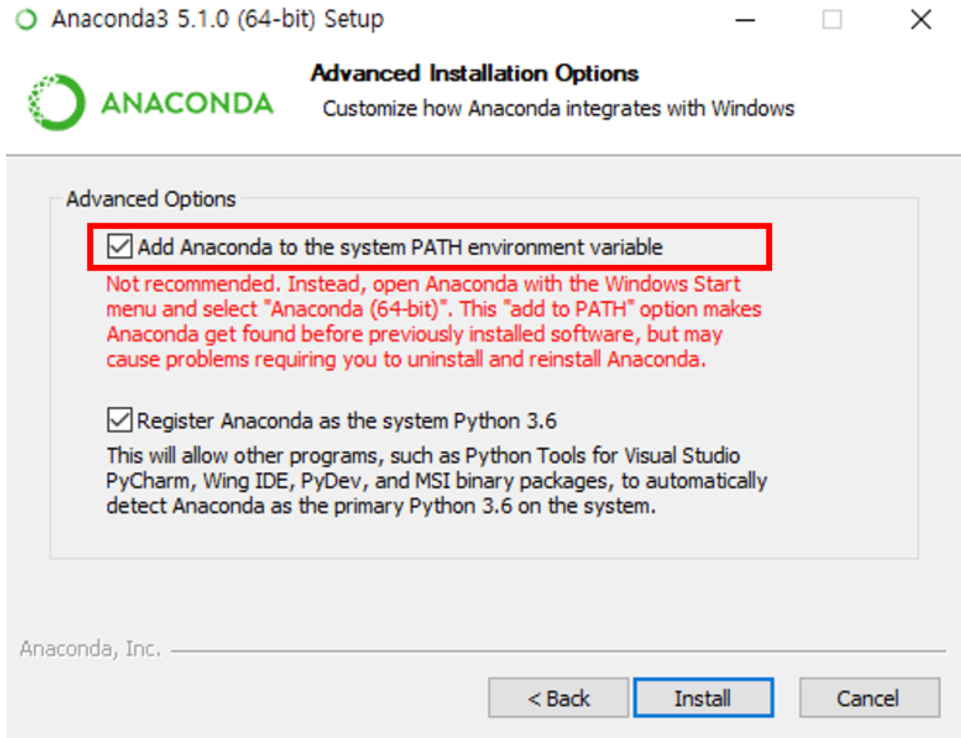 Anaconda3 5.1.0 (64-bit) Setup
Advanced Installation Options
ANACONDA
Customize how Anaconda integrates with Windows
Advanced Options
Add Anaconda to the system PATH environment variable
Not recommended. Instead, open Anaconda with the Windows Start
menu and select "Anaconda (64-bit)". This "add to PATH" option makes
Anaconda get found before previously installed software, but may
cause problems requiring you to uninstall and reinstall Anaconda.
Register Anaconda as the system Python 3.6
This will allow other programs, such as Python Tools for Visual Studio
PyCharm, Wing IDE, PyDev, and MSI binary packages, to automatically
detect Anaconda as the primary Python 3.6 on the system.
Anaconda, Inc.
< Back
Install
Cancel